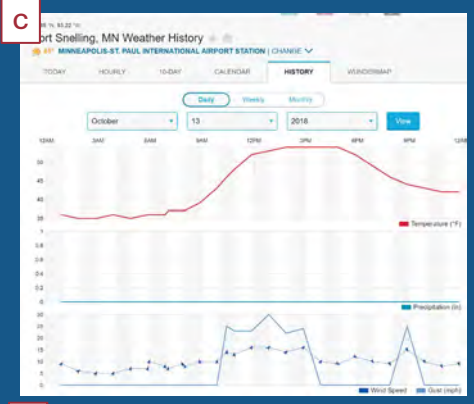 C
ort Snelling, MN Weather History
MINNEAPOLIS-ST. PAUL INTERNATIONAL AIRPORT STATION | CHANGE
TODAY HOURLY 10-DAY CALENDAR HISTORY WUNDERMAP
Daily Weekly Monthly
October 13 2018 View
12AM 3AM 6AM 9AM 12PM 3PM 6PM 9PM 12AM
50
45
40
35
1
0.8
0.6
0.4
0.2
0
Temperature (°F)
Precipitation (in)
30
25
20
15
10
5
0
Wind Speed Gust (mph)